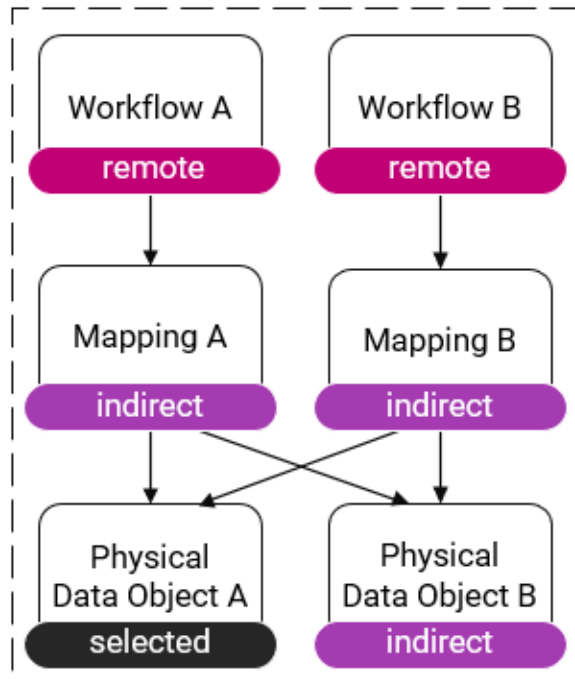 Workflow A
remote
Workflow B
remote
Mapping A
indirect
Mapping B
indirect
Physical
Data Object A
selected
Physical
Data Object B
indirect